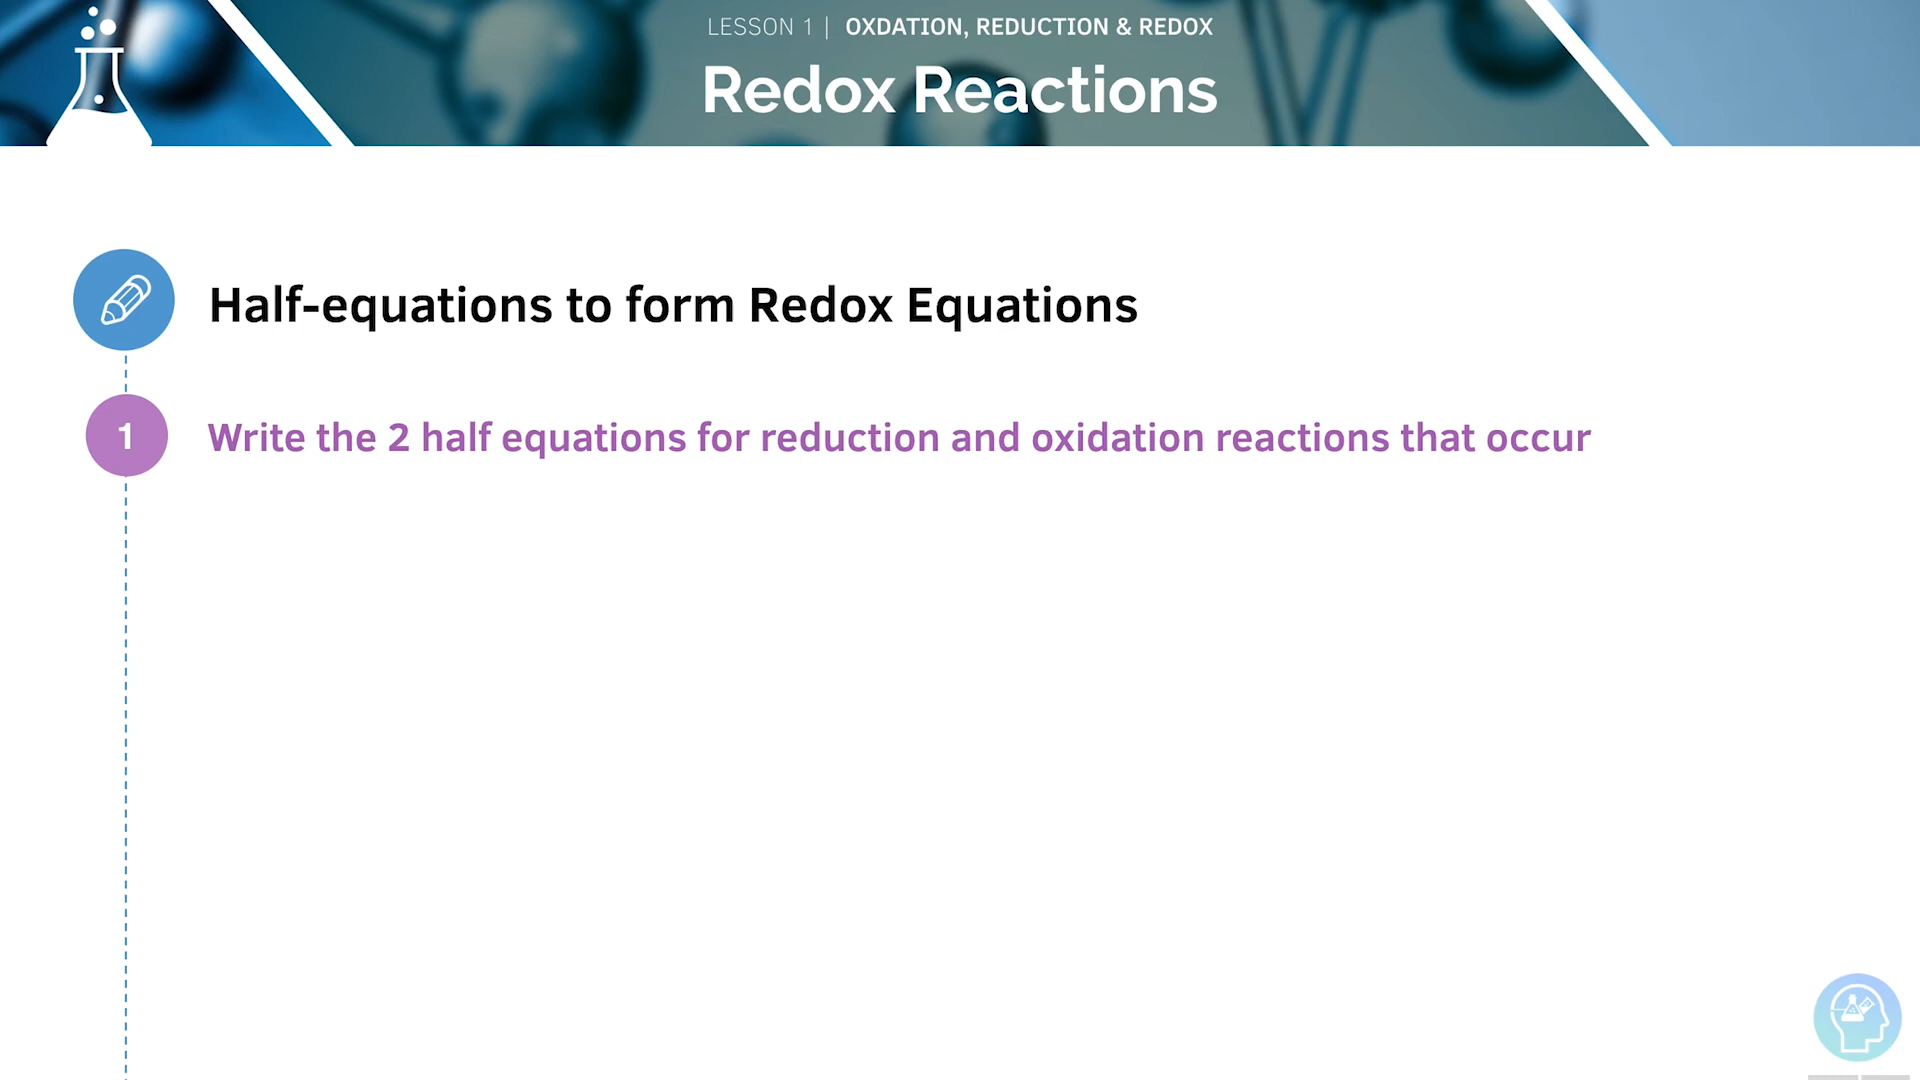 LESSON 1 | OXDATION, REDUCTION & REDOX
Redox Reactions
Half-equations to form Redox Equations
1 Write the 2 half equations for reduction and oxidation reactions that occur